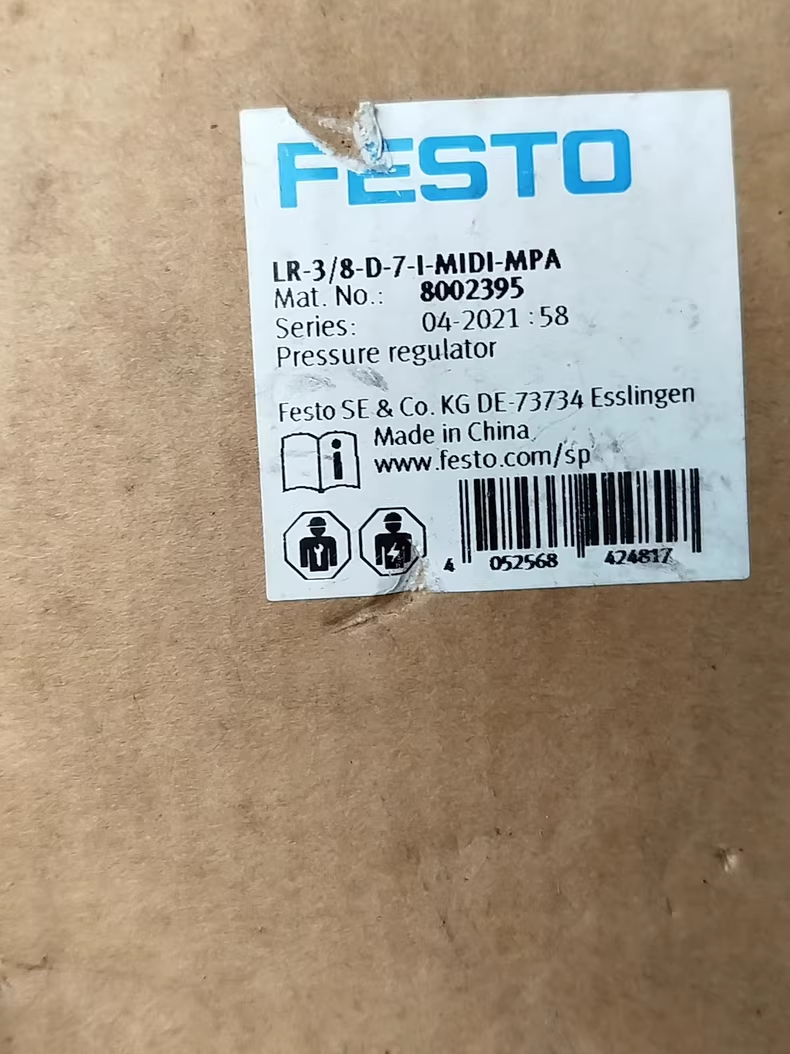 FESTO
LR-3/8-D-7-I-MIDI-MPA
Mat. No.: 8002395
Series: 04-2021 : 58
Pressure regulator
Festo SE & Co. KG DE-73734 Esslingen
Made in China
www.festo.com/sp
4 052568 424817